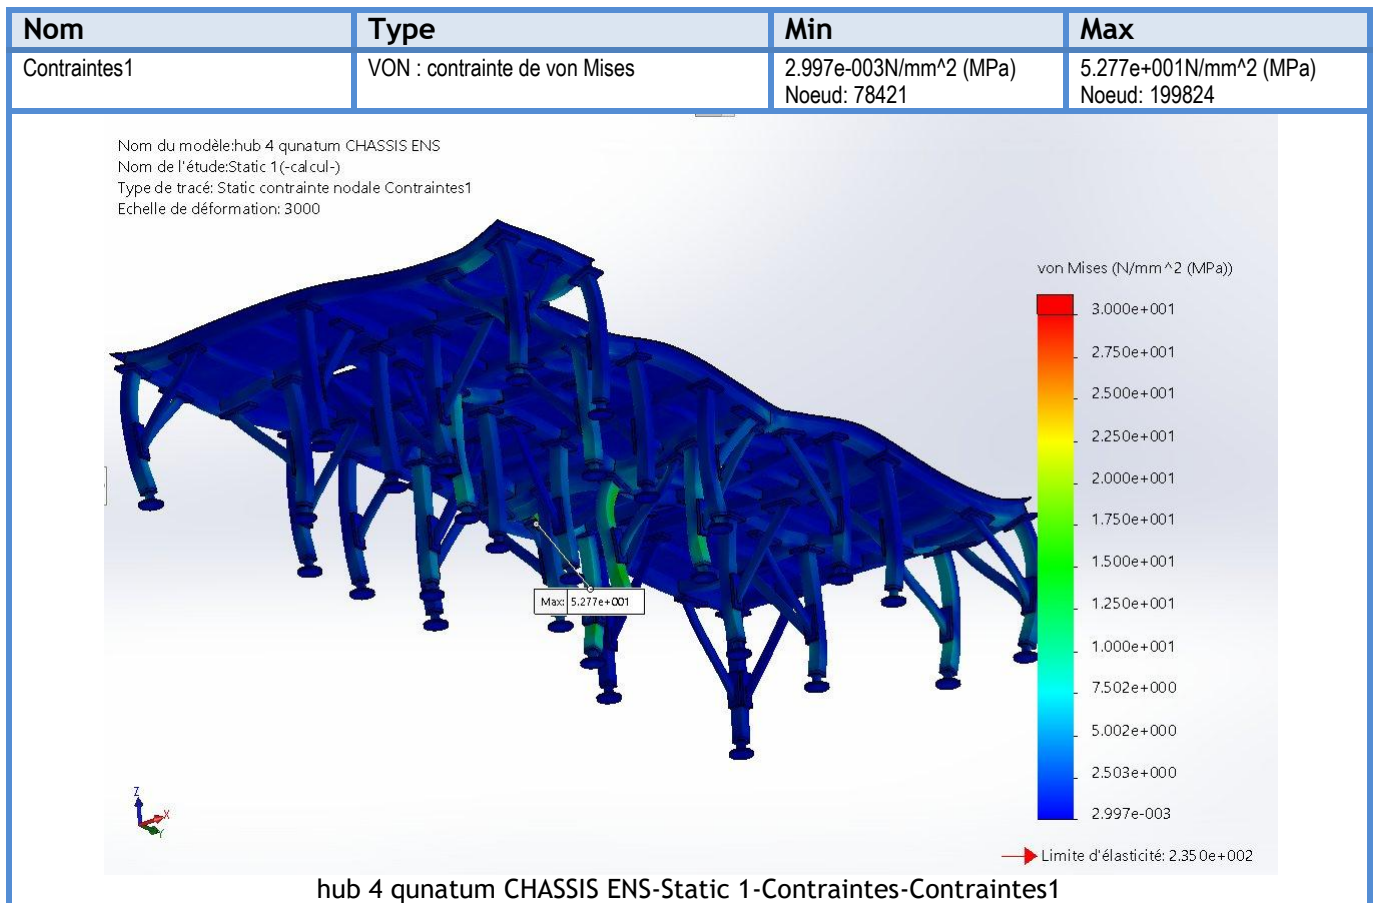 Nom Type Min Max
Contraintes1 VON : contrainte de von Mises 2.997e-003N/mm^2 (MPa) 5.277e+001N/mm^2 (MPa)
Noeud: 78421 Noeud: 199824
Nom du modèle:hub 4 qunatum CHASSIS ENS
Nom de l'étude:Static 1(-calcul-)
Type de tracé: Static contrainte nodale Contraintes1
Echelle de déformation: 3000
von Mises (N/mm^2 (MPa))
3.000e+001
2.750e+001
2.500e+001
2.250e+001
2.000e+001
1.750e+001
1.500e+001
1.250e+001
1.000e+001
7.502e+000
5.002e+000
2.503e+000
2.997e-003
Limite d'élasticité: 2.350e+002
Max: 5.277e+001
Z
X
Y
hub 4 qunatum CHASSIS ENS-Static 1-Contraintes-Contraintes1